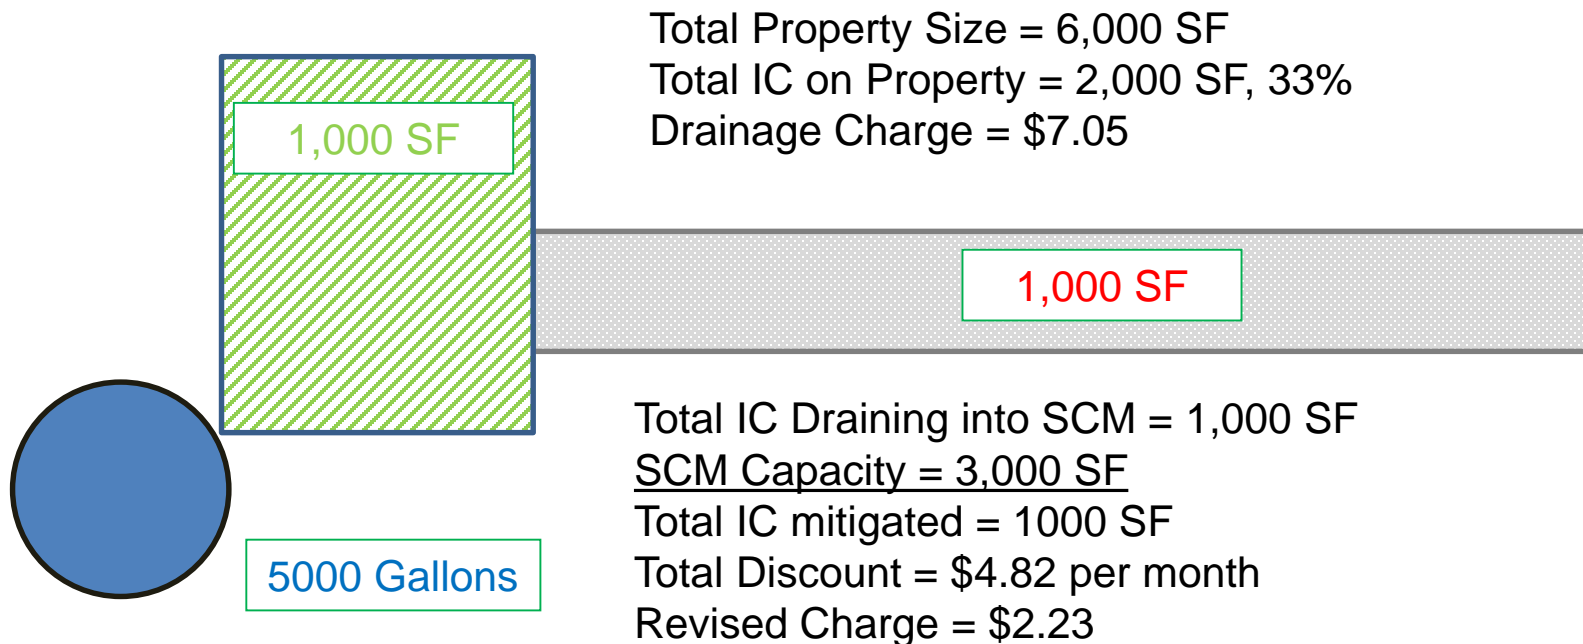 Total Property Size = 6,000 SF
Total IC on Property = 2,000 SF, 33%
Drainage Charge = $7.05
1,000 SF
1,000 SF
Total IC Draining into SCM = 1,000 SF
SCM Capacity = 3,000 SF
Total IC mitigated = 1000 SF
Total Discount = $4.82 per month
Revised Charge = $2.23
5000 Gallons